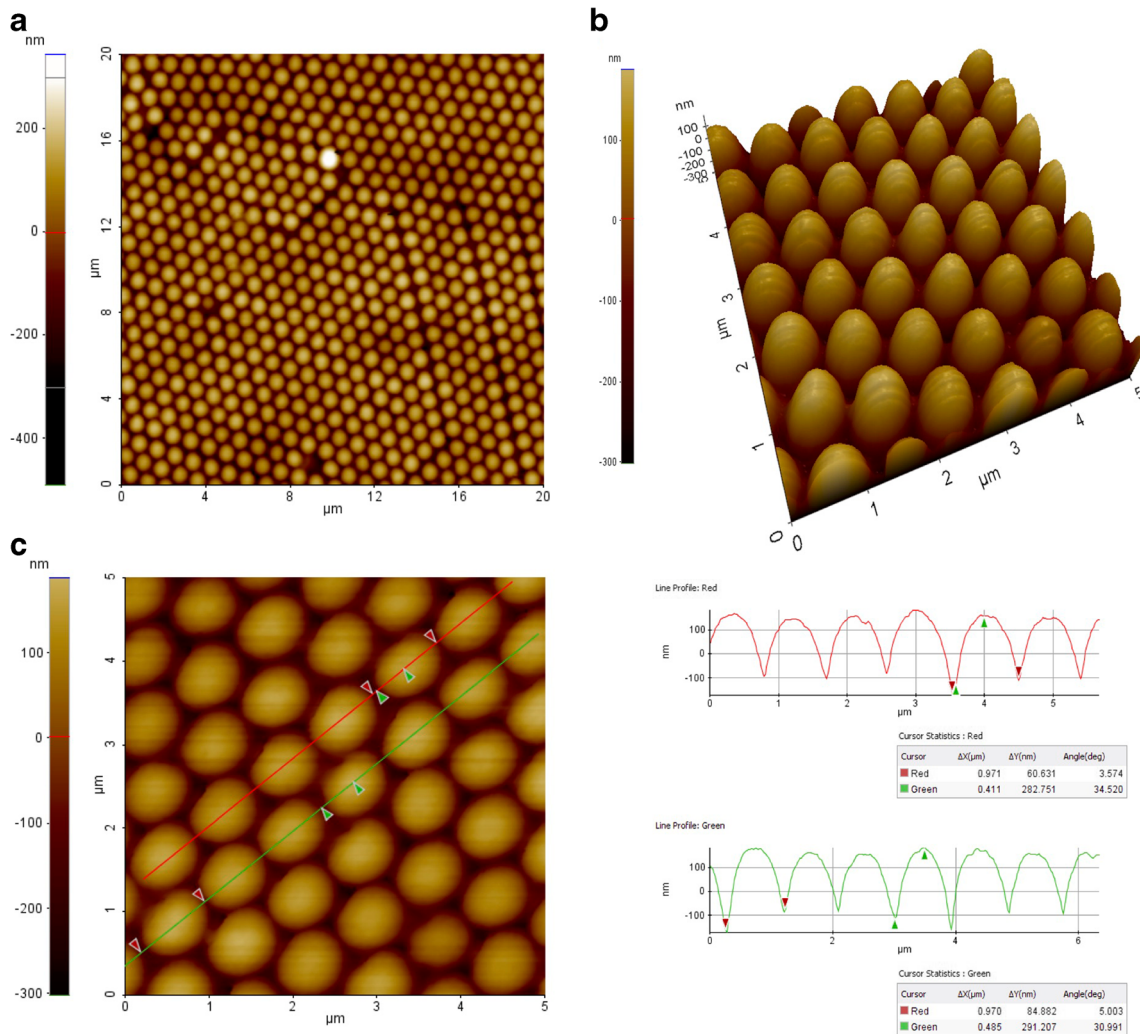 a
nm
200
0
-200
-400
20
16
12
8
4
0
µm
0 4 8 12 16 20
µm
b
nm
100
0
-100
-200
-300
nm
100
0
-100
-200
-300
4
3
2
1
0
µm
0
1
2
3
4
5
µm
c
nm
100
0
-100
-200
-300
5
4
3
2
1
0
µm
0 1 2 3 4 5
µm
Line Profile: Red
100
0
-100
nm
0 1 2 3 4 5
µm
Cursor Statistics : Red
Cursor ΔX(µm) ΔY(nm) Angle(deg)
Red 0.971 60.631 3.574
Green 0.411 282.751 34.520
Line Profile: Green
100
0
-100
nm
0 2 4 6
µm
Cursor Statistics : Green
Cursor ΔX(µm) ΔY(nm) Angle(deg)
Red 0.970 84.882 5.003
Green 0.485 291.207 30.991